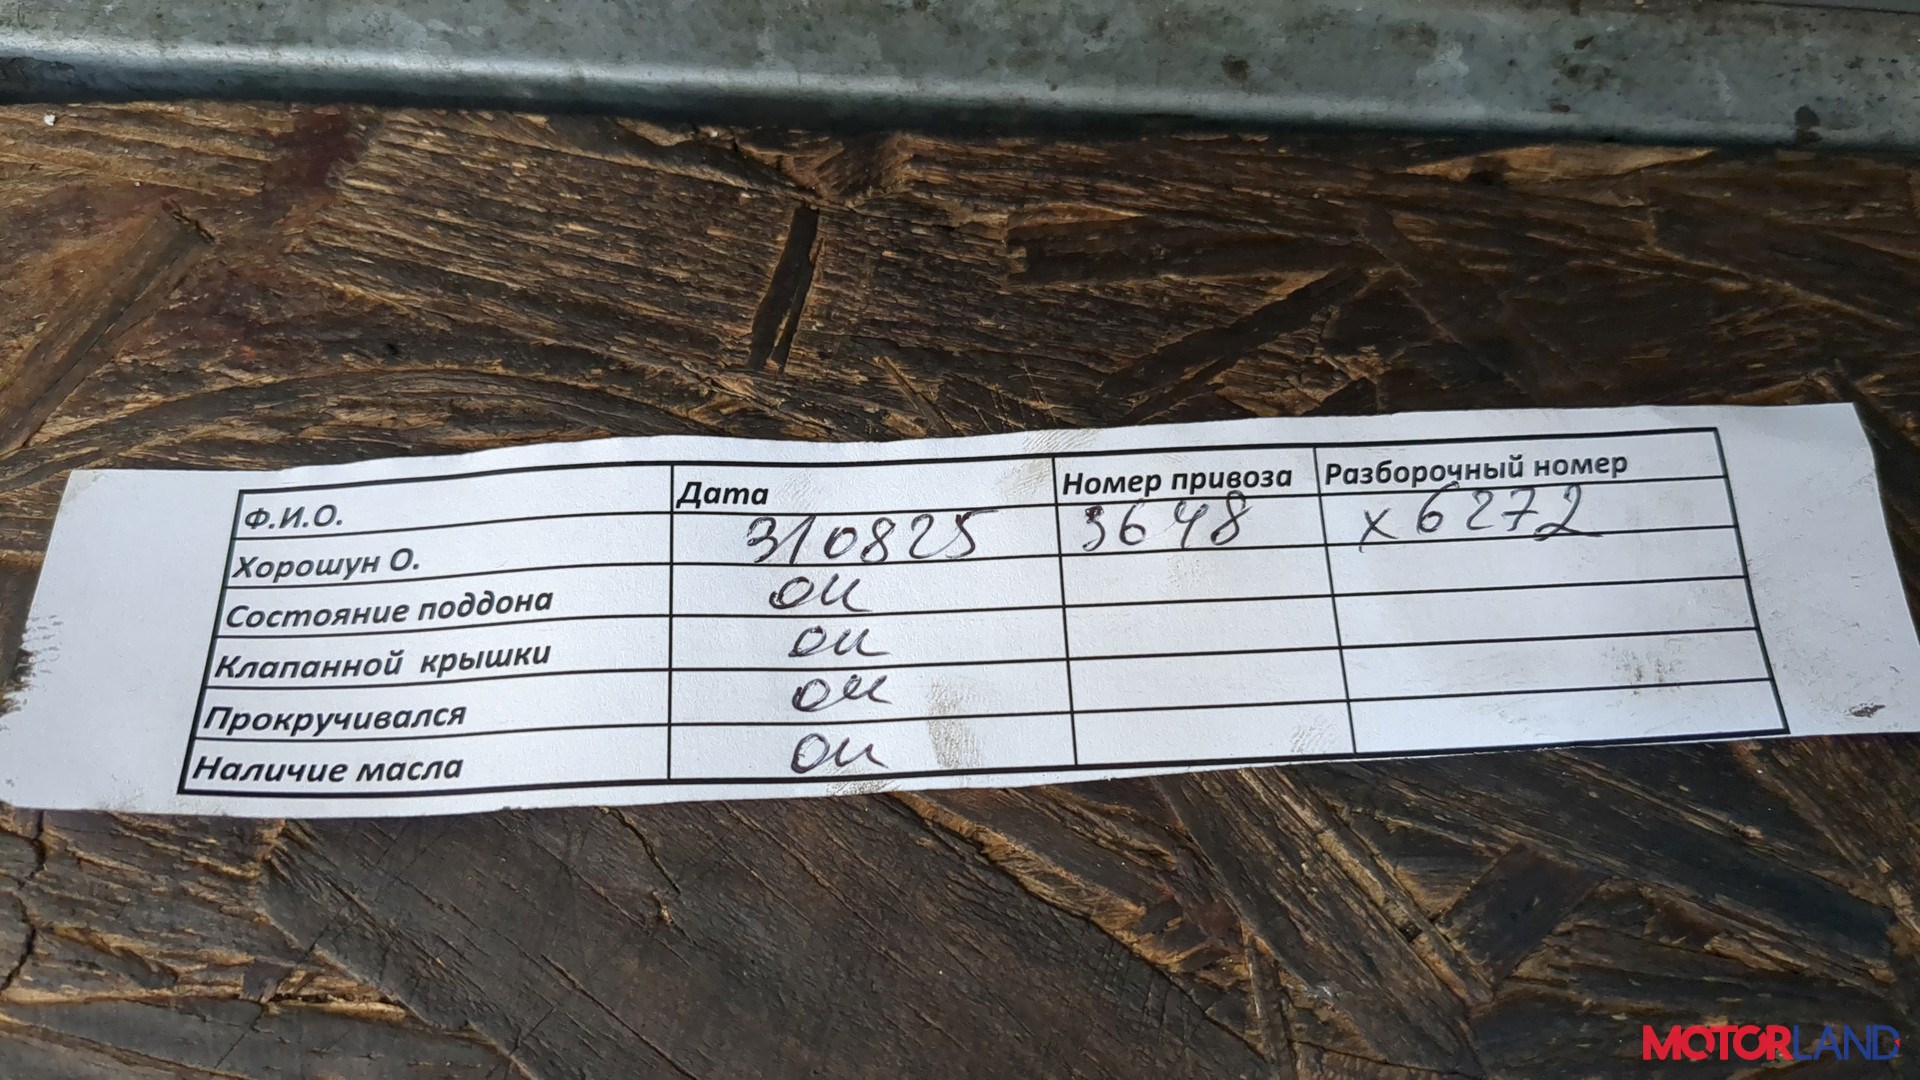 Ф.И.О. Дата Номер привоза Разборочный номер
Хорошун О. 310825 3648 х6272
Состояние поддона ок
Клапанной крышки ок
Прокручивался ок
Наличие масла ок
MOTORLAND